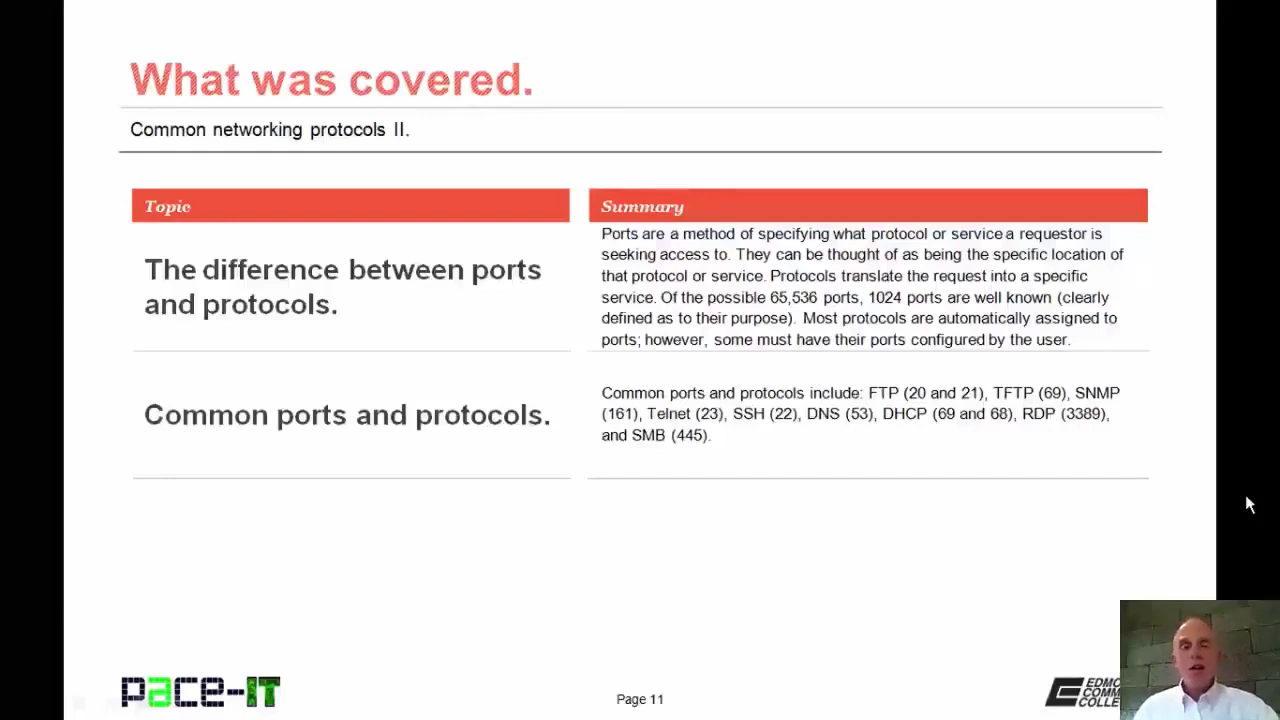 What was covered.
Common networking protocols II.
Topic
Summary
The difference between ports
and protocols.
Ports are a method of specifying what protocol or service a requestor is
seeking access to. They can be thought of as being the specific location of
that protocol or service. Protocols translate the request into a specific
service. Of the possible 65,536 ports, 1024 ports are well known (clearly
defined as to their purpose). Most protocols are automatically assigned to
ports; however, some must have their ports configured by the user.
Common ports and protocols.
Common ports and protocols include: FTP (20 and 21), TFTP (69), SNMP
(161), Telnet (23), SSH (22), DNS (53), DHCP (69 and 68), RDP (3389),
and SMB (445).
pace-IT
Page 11